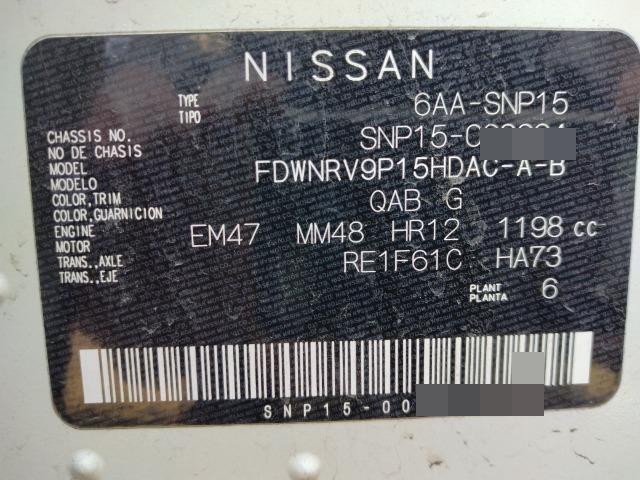 NISSAN
TYPE
TIPO
6AA-SNP15
CHASSIS NO.
NO DE CHASIS
SNP15-
MODEL
MODELO
FDWNRV9P15HDAC-A-B
COLOR,TRIM
COLOR,GUARNICION
QAB G
ENGINE
MOTOR
EM47 MM48 HR12 1198 cc
TRANS.,AXLE
TRANS.,EJE
RE1F61C HA73
PLANT
PLANTA
6
SNP15-00